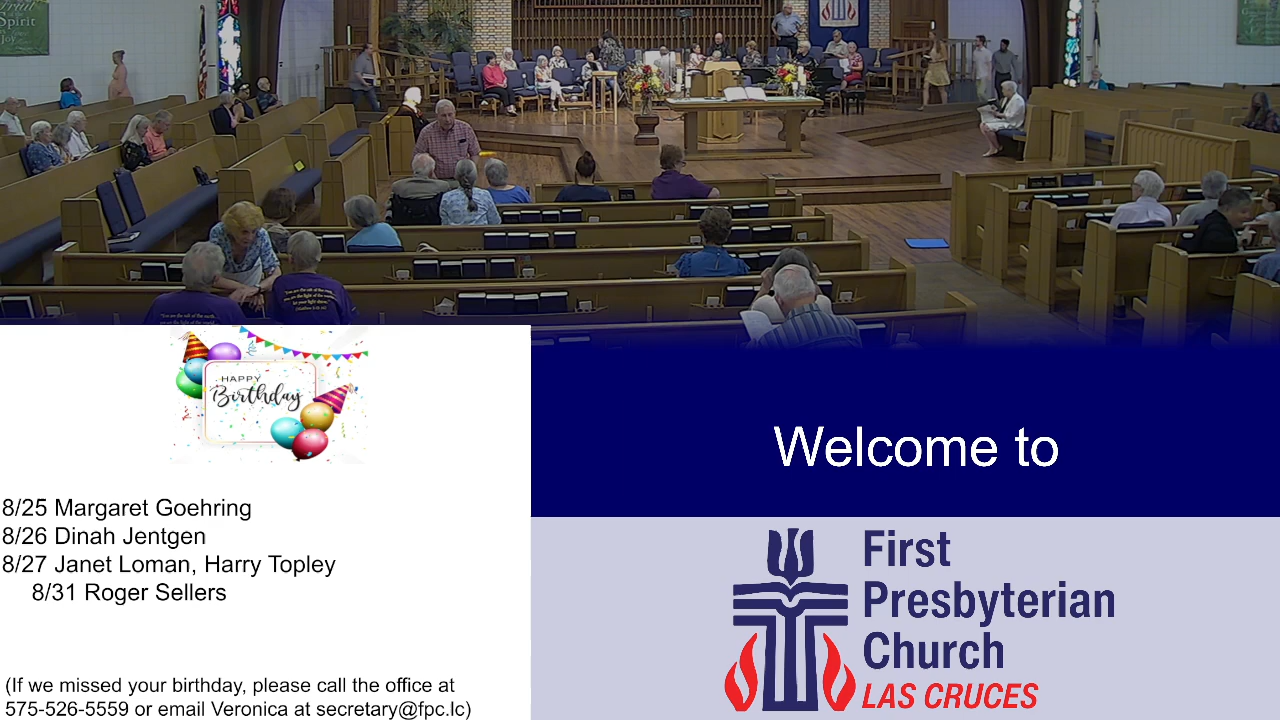 Spirit
Joy
HAPPY
Birthday
8/25 Margaret Goehring
8/26 Dinah Jentgen
8/27 Janet Loman, Harry Topley
8/31 Roger Sellers
(If we missed your birthday, please call the office at
575-526-5559 or email Veronica at secretary@fpc.lc)
Welcome to
First
Presbyterian
Church
LAS CRUCES